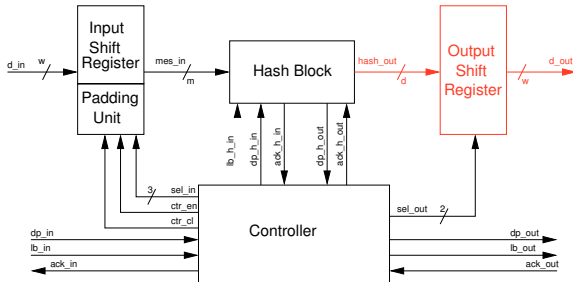 Input
Shift
Register
Padding
Unit
d_in
w
mes_in
m
Hash Block
hash_out
d
Output
Shift
Register
d_out
w
lb_h_in
dp_h_in
ack_h_in
dp_h_out
ack_h_out
3
sel_in
ctr_en
ctr_cl
Controller
sel_out
2
dp_in
lb_in
ack_in
dp_out
lb_out
ack_out